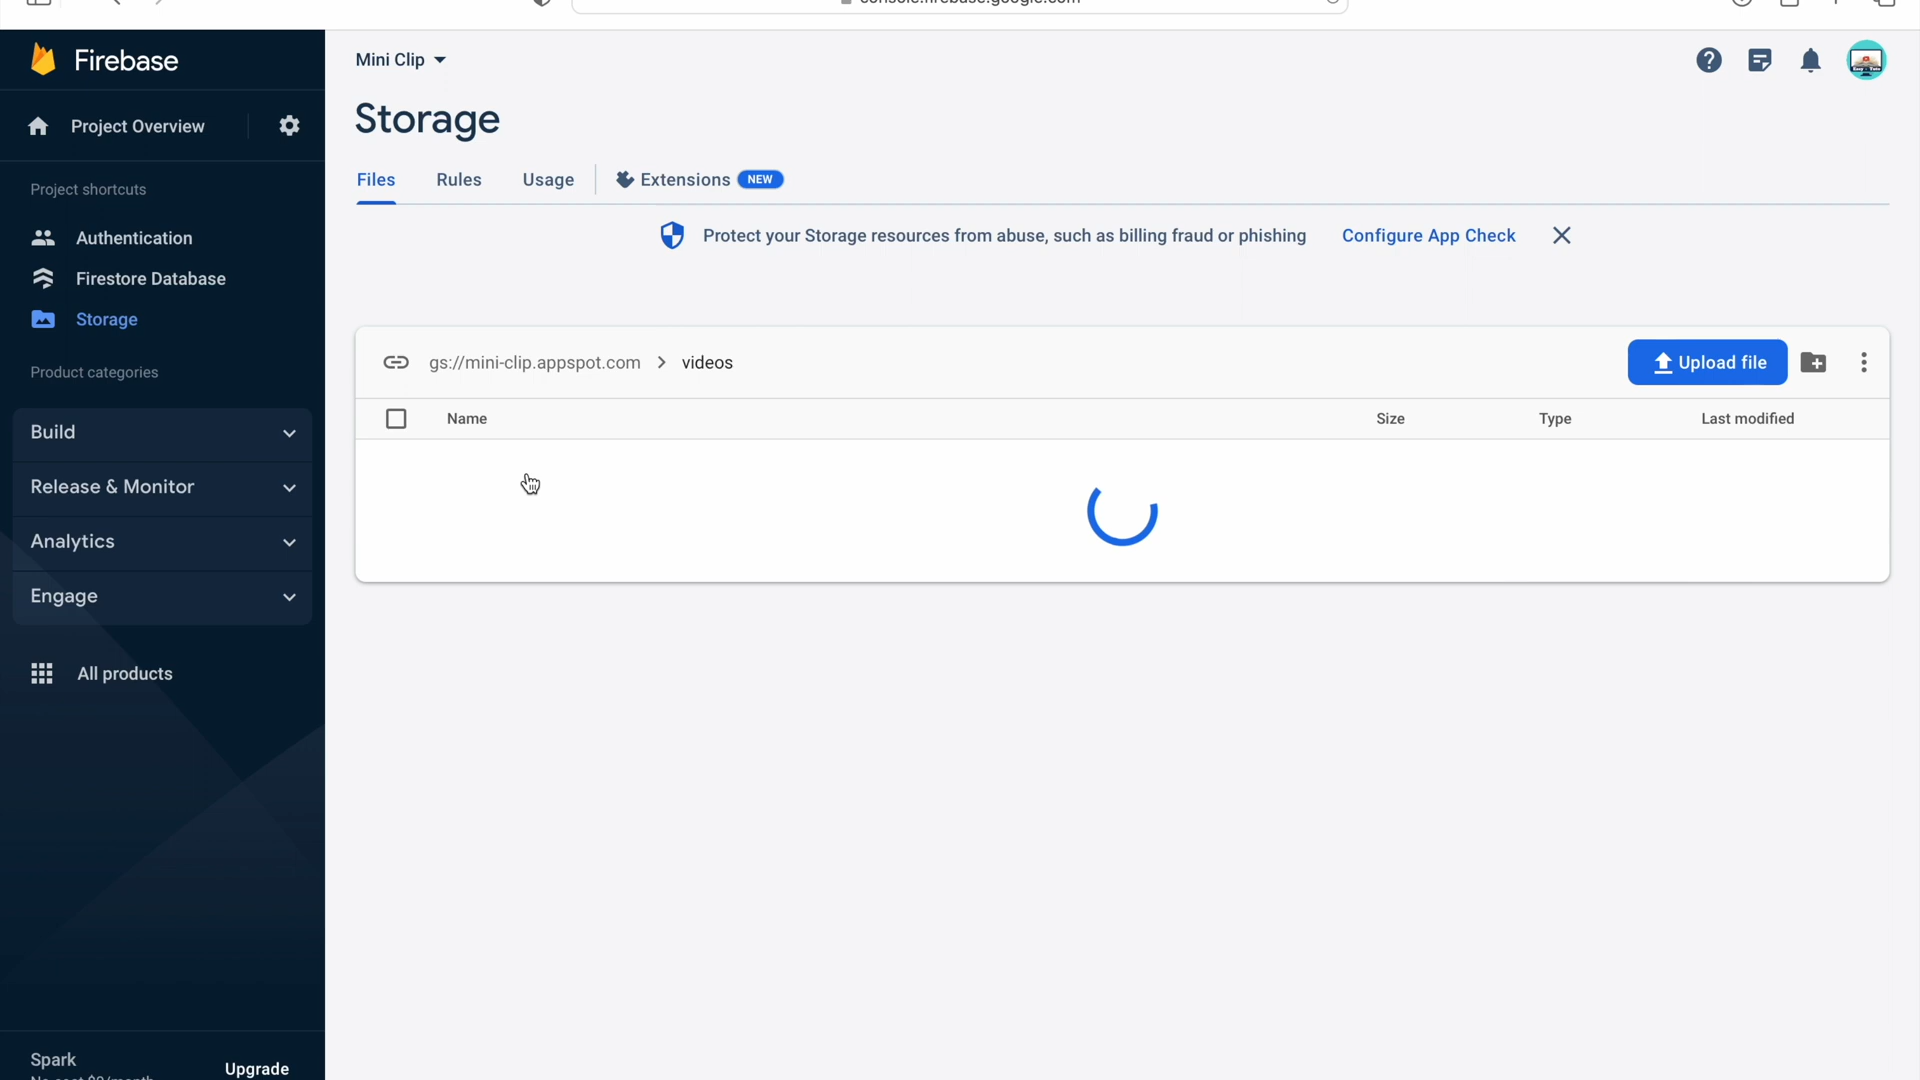 Firebase
Project Overview
Project shortcuts
Authentication
Firestore Database
Storage
Product categories
Build
Release & Monitor
Analytics
Engage
All products
Spark
Upgrade
Mini Clip
Storage
Files Rules Usage Extensions NEW
Protect your Storage resources from abuse, such as billing fraud or phishing Configure App Check
gs://mini-clip.appspot.com > videos
Upload file
Name Size Type Last modified